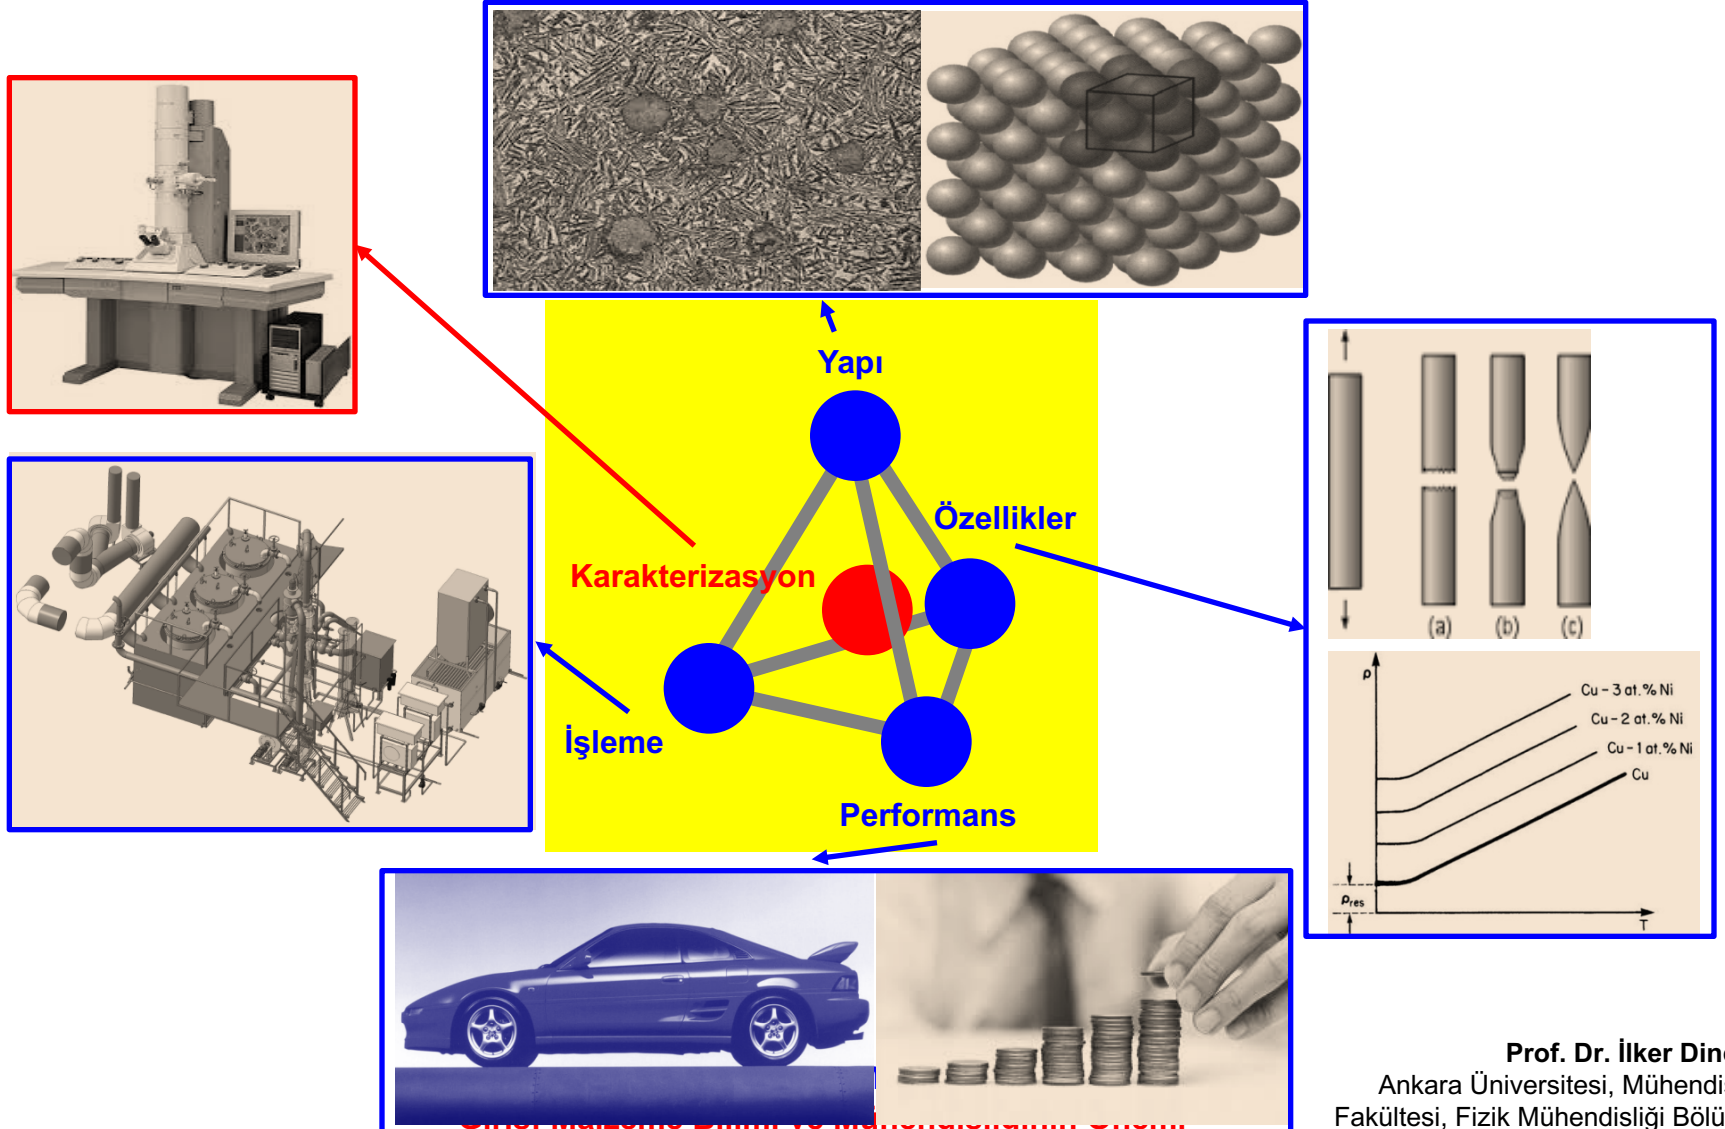 Yapı
Özellikler
Karakterizasyon
İşleme
Performans
(a) (b) (c)
ρ
Cu – 3 at. % Ni
Cu – 2 at. % Ni
Cu – 1 at. % Ni
Cu
ρres
T
Prof. Dr. İlker
Ankara Üniversitesi,
Fakültesi, Fizik Mühendisliği